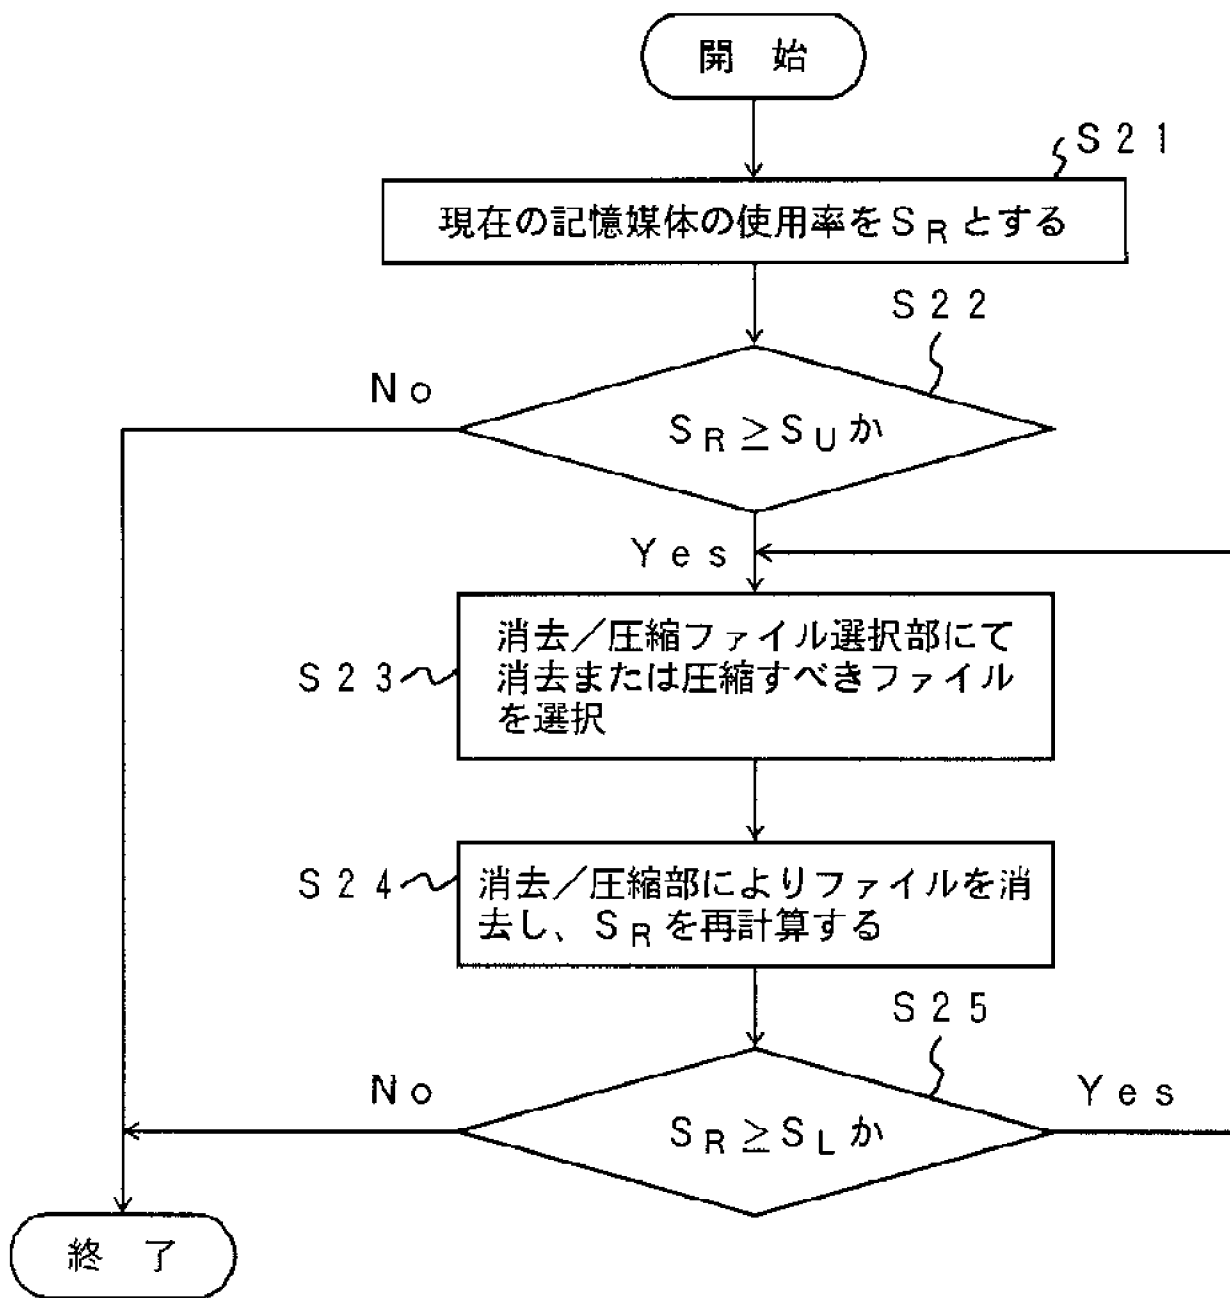 開 始
S21
現在の記憶媒体の使用率をSRとする
S22
No
SR≧SUか
Yes
S23
消去／圧縮ファイル選択部にて
消去または圧縮すべきファイル
を選択
S24
消去／圧縮部によりファイルを消
去し、SRを再計算する
S25
No
SR≧SLか
Yes
終 了